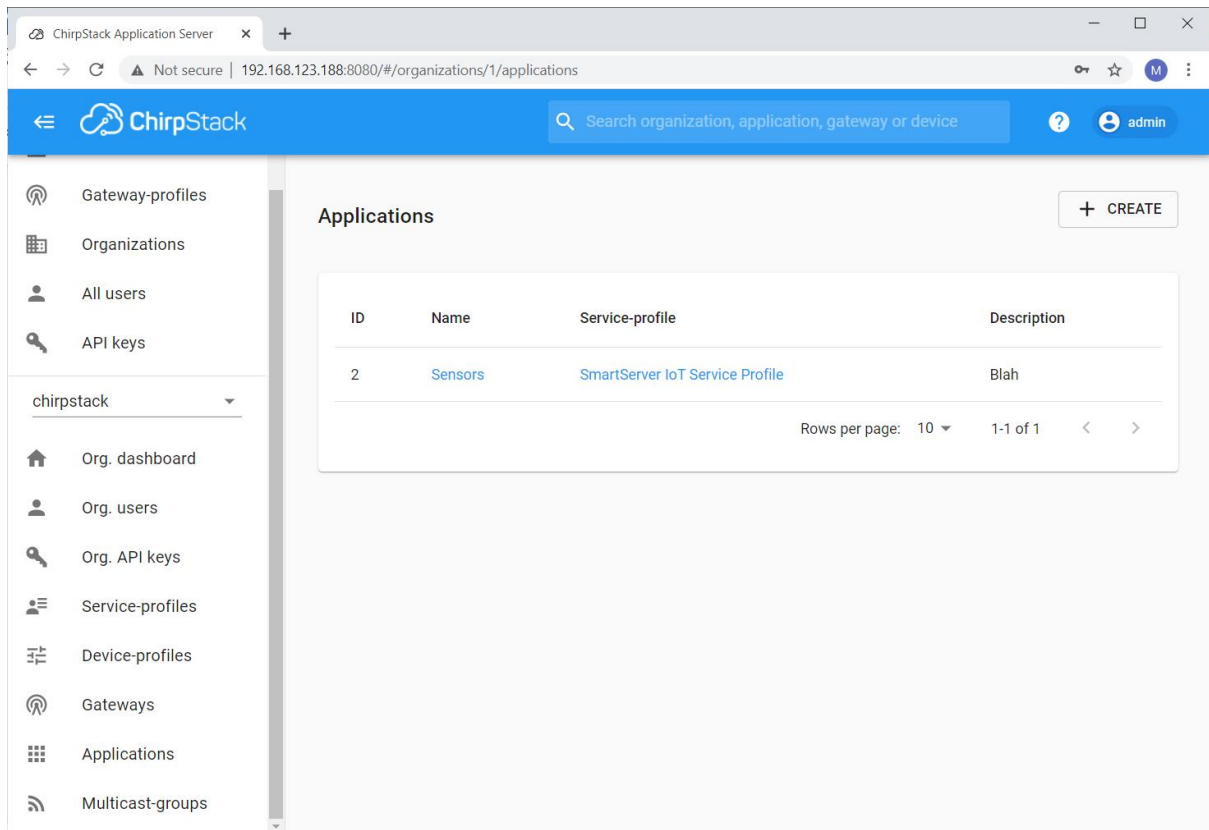 ChirpStack Application Server
Not secure | 192.168.123.188:8080/#/organizations/1/applications
M
ChirpStack
Search organization, application, gateway or device
?
admin
Gateway-profiles
Organizations
All users
API keys
chirpstack
Org. dashboard
Org. users
Org. API keys
Service-profiles
Device-profiles
Gateways
Applications
Multicast-groups
Applications
+ CREATE
ID Name Service-profile Description
2 Sensors SmartServer IoT Service Profile Blah
Rows per page: 10 1-1 of 1